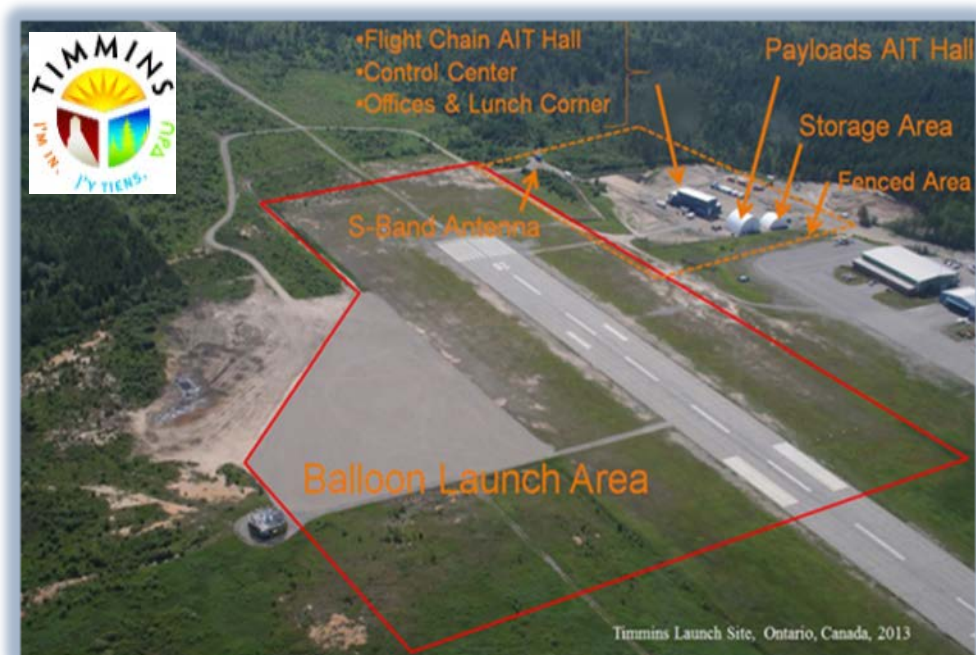 TIMMINS
I'M IN.
J'Y TIENS.
•Flight Chain AIT Hall
•Control Center
•Offices & Lunch Corner
Payloads AIT Hall
Storage Area
Fenced Area
S-Band Antenna
Balloon Launch Area
Timmins Launch Site, Ontario, Canada, 2013